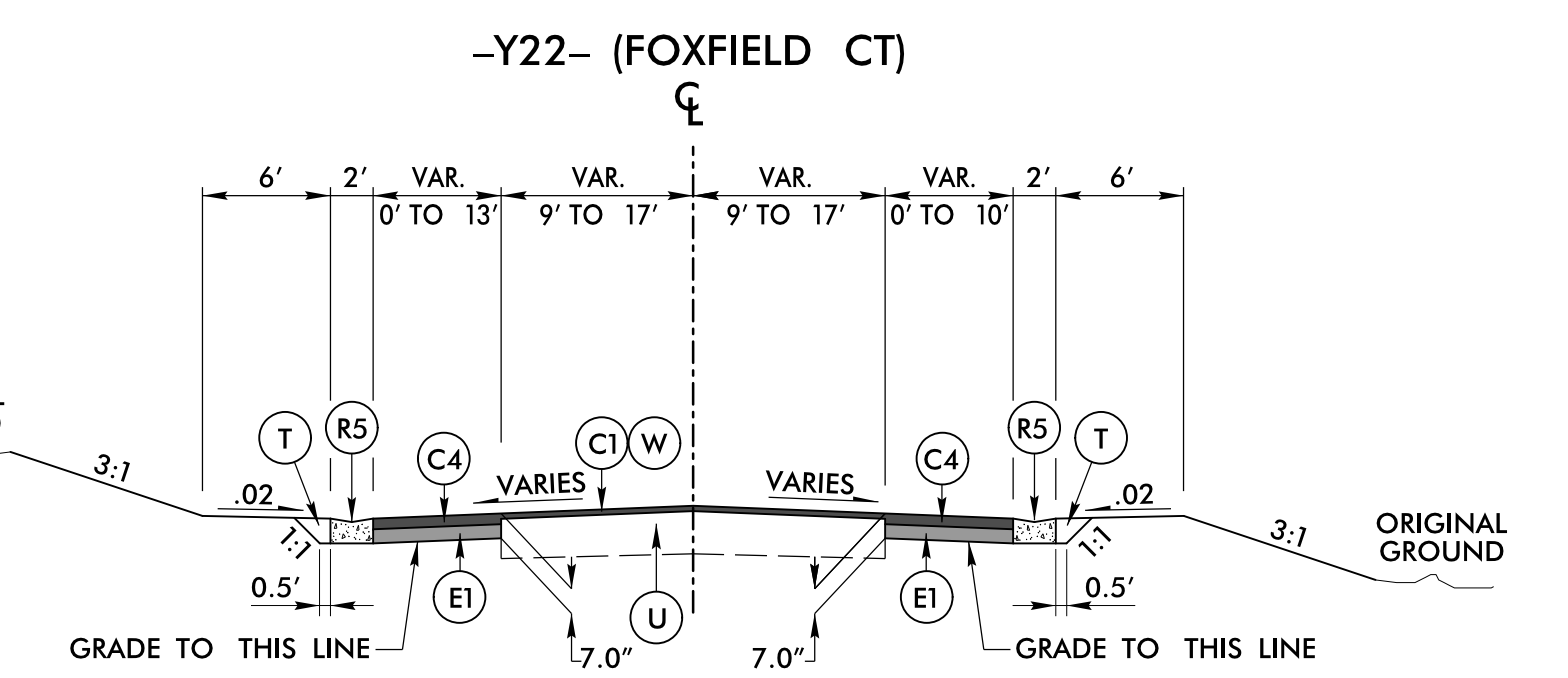 –Y22– (FOXFIELD CT)
℄
6’ 2’ VAR. VAR. VAR. VAR. 2’ 6’
0’ TO 13’ 9’ TO 17’ 9’ TO 17’ 0’ TO 10’
T R5 C4 C1 W C4 R5 T
3:1 .02 VARIES VARIES .02 3:1
ORIGINAL
GROUND
1:1 1:1
0.5’ E1 U E1 0.5’
GRADE TO THIS LINE 7.0” 7.0” GRADE TO THIS LINE